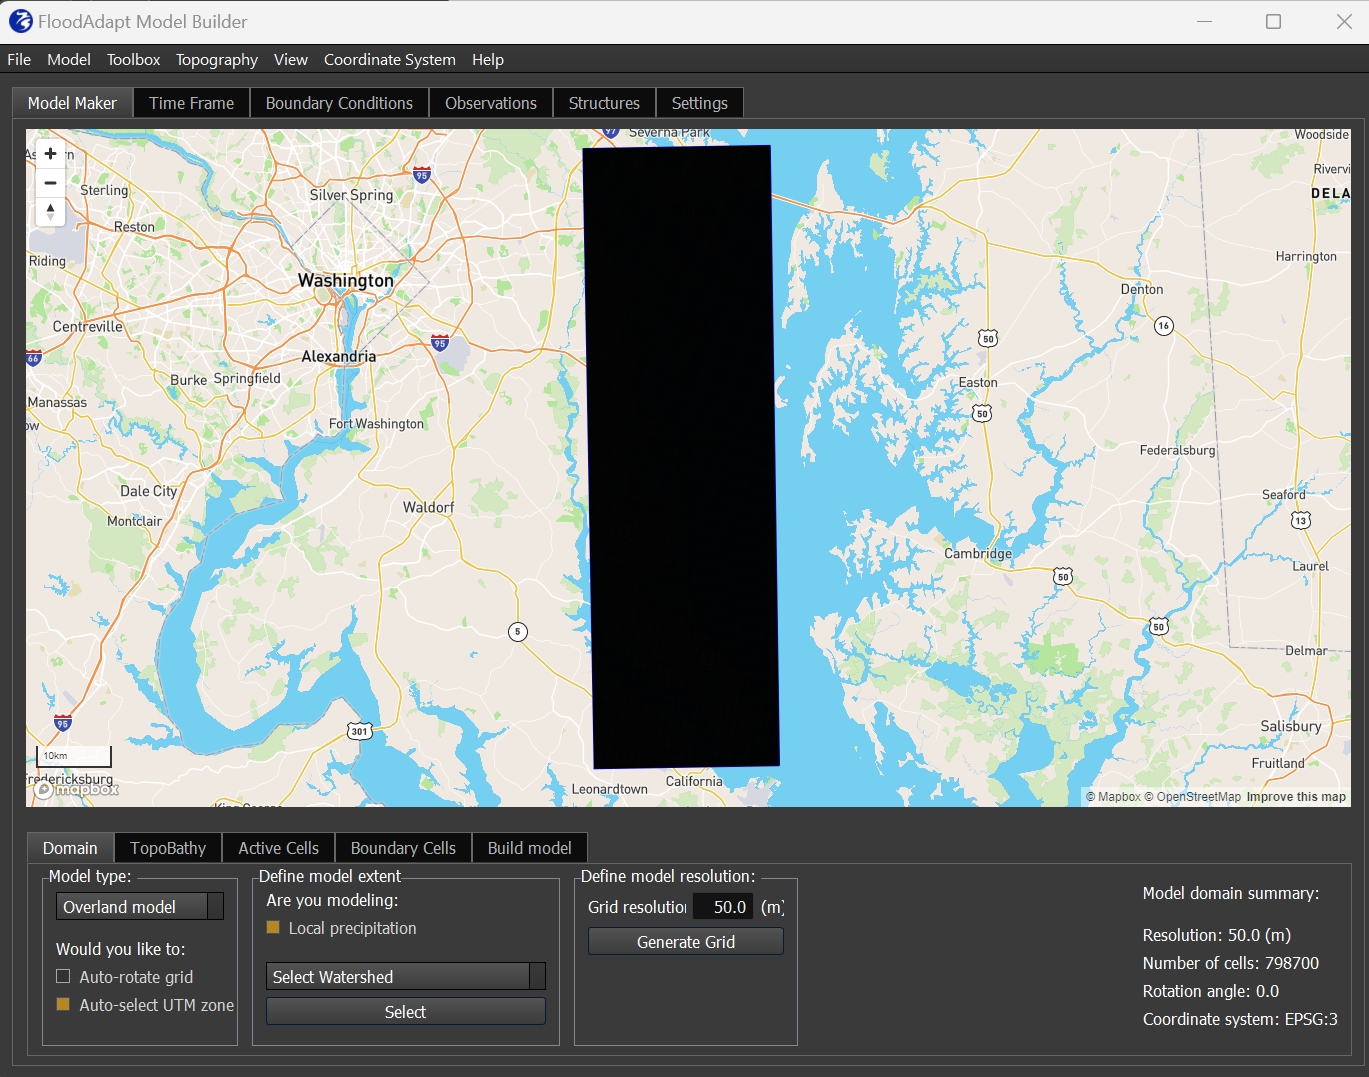 FloodAdapt Model Builder
File Model Toolbox Topography View Coordinate System Help
Model Maker Time Frame Boundary Conditions Observations Structures Settings
97 Severna Park
Woodside
95
Sterling
Silver Spring
DELA
Reston
Riding
Harrington
Washington
Denton
Centreville
16
50
95
66
Alexandria
Burke Springfield
Easton
Manassas
50
Fort Washington
Federalsburg
Dale City
Seaford
Waldorf
Montclair
13
Cambridge
Laurel
50
5
50
Delmar
95
301
Salisbury
10km
Fruitland
California
Leonardtown
mapbox
© Mapbox © OpenStreetMap Improve this map
Domain TopoBathy Active Cells Boundary Cells Build model
Model type:
Overland model
Would you like to:
Auto-rotate grid
Auto-select UTM zone
Define model extent
Are you modeling:
Local precipitation
Select Watershed
Select
Define model resolution:
Grid resolutio 50.0 (m)
Generate Grid
Model domain summary:
Resolution: 50.0 (m)
Number of cells: 798700
Rotation angle: 0.0
Coordinate system: EPSG:3